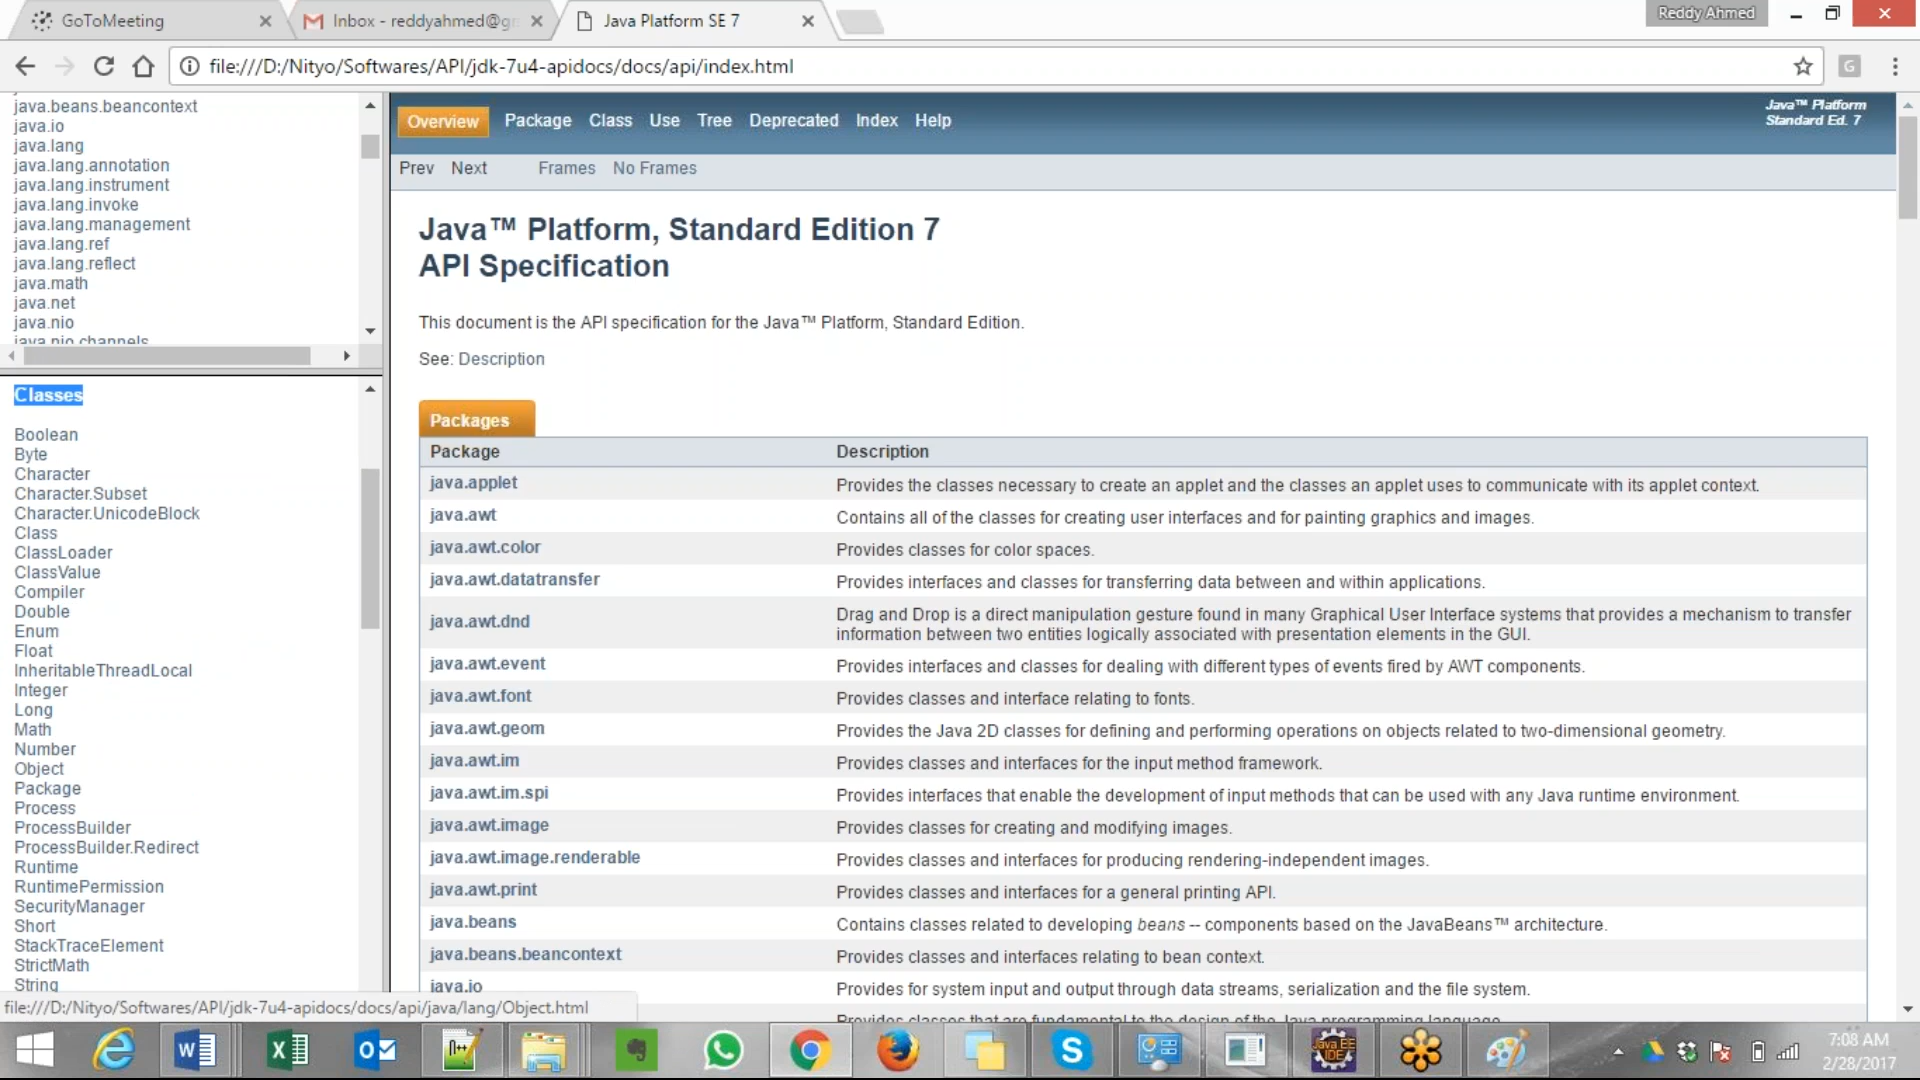 GoToMeeting
Inbox - reddyahmed@gm
Java Platform SE 7
Reddy Ahmed
file:///D:/Nityo/Softwares/API/jdk-7u4-apidocs/docs/api/index.html
G
java.beans.beancontext
java.io
java.lang
java.lang.annotation
java.lang.instrument
java.lang.invoke
java.lang.management
java.lang.ref
java.lang.reflect
java.math
java.net
java.nio
java.nio.channels
Classes
Boolean
Byte
Character
Character.Subset
Character.UnicodeBlock
Class
ClassLoader
ClassValue
Compiler
Double
Enum
Float
InheritableThreadLocal
Integer
Long
Math
Number
Object
Package
Process
ProcessBuilder
ProcessBuilder.Redirect
Runtime
RuntimePermission
SecurityManager
Short
StackTraceElement
StrictMath
String
file:///D:/Nityo/Softwares/API/jdk-7u4-apidocs/docs/api/java/lang/Object.html
Overview Package Class Use Tree Deprecated Index Help
Java™ Platform
Standard Ed. 7
Prev Next Frames No Frames
Java™ Platform, Standard Edition 7
API Specification
This document is the API specification for the Java™ Platform, Standard Edition.
See: Description
Packages
Package Description
java.applet Provides the classes necessary to create an applet and the classes an applet uses to communicate with its applet context.
java.awt Contains all of the classes for creating user interfaces and for painting graphics and images.
java.awt.color Provides classes for color spaces.
java.awt.datatransfer Provides interfaces and classes for transferring data between and within applications.
java.awt.dnd Drag and Drop is a direct manipulation gesture found in many Graphical User Interface systems that provides a mechanism to transfer
information between two entities logically associated with presentation elements in the GUI.
java.awt.event Provides interfaces and classes for dealing with different types of events fired by AWT components.
java.awt.font Provides classes and interface relating to fonts.
java.awt.geom Provides the Java 2D classes for defining and performing operations on objects related to two-dimensional geometry.
java.awt.im Provides classes and interfaces for the input method framework.
java.awt.im.spi Provides interfaces that enable the development of input methods that can be used with any Java runtime environment.
java.awt.image Provides classes for creating and modifying images.
java.awt.image.renderable Provides classes and interfaces for producing rendering-independent images.
java.awt.print Provides classes and interfaces for a general printing API.
java.beans Contains classes related to developing beans -- components based on the JavaBeans™ architecture.
java.beans.beancontext Provides classes and interfaces relating to bean context.
java.io Provides for system input and output through data streams, serialization and the file system.
Provides classes that are fundamental to the design of the Java programming language.
Java EE
IDE
7:08 AM
2/28/2017